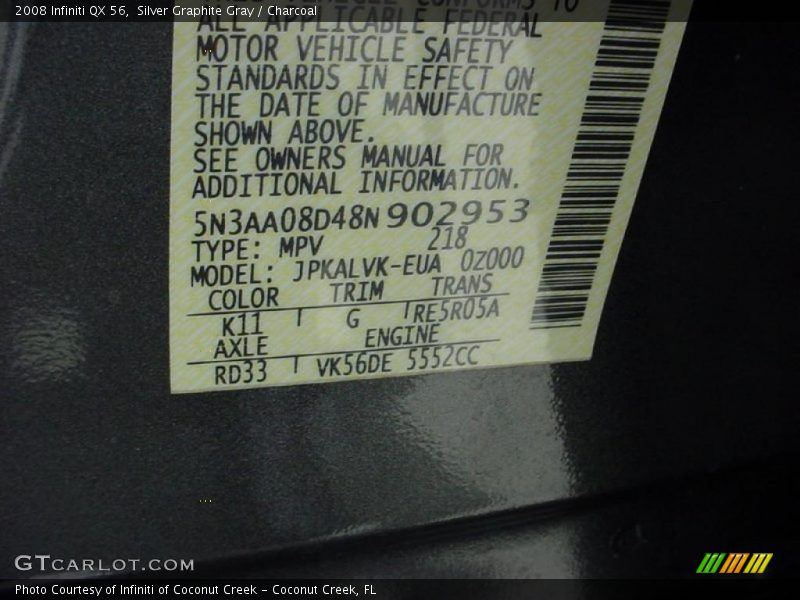 2008 Infiniti QX 56, Silver Graphite Gray / Charcoal
ALL APPLICABLE FEDERAL
MOTOR VEHICLE SAFETY
STANDARDS IN EFFECT ON
THE DATE OF MANUFACTURE
SHOWN ABOVE.
SEE OWNERS MANUAL FOR
ADDITIONAL INFORMATION.
5N3AA08D48N902953
TYPE: MPV 218
MODEL: JPKALVK-EUA 0Z000
COLOR TRIM TRANS
K11 G RE5R05A
AXLE ENGINE
RD33 VK56DE 5552CC
GTCARLOT.COM
Photo Courtesy of Infiniti of Coconut Creek - Coconut Creek, FL